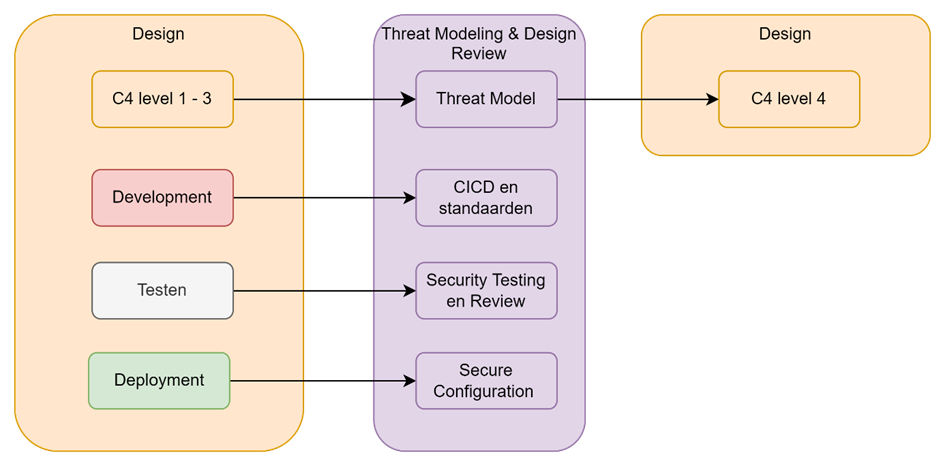 Design
C4 level 1 - 3
Development
Testen
Deployment
Threat Modeling & Design
Review
Threat Model
CICD en
standaarden
Security Testing
en Review
Secure
Configuration
Design
C4 level 4